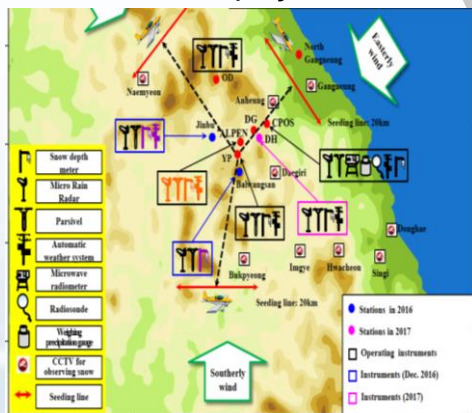 Easterly
wind
North
Gangneung
OD
Naemyeon
Gangneung
Anheung
Seeding line: 20km
DG
CPOS
Jinbu
ALPEN
DH
YP
Daegiri
Balwangsan
Donghae
Bukpyeong
Imgye
Hwacheon
Singi
Seeding line: 20km
Southerly
wind
Snow depth
meter
Micro Rain
Radar
Parsivel
Automatic
weather system
Microwave
radiometer
Radiosonde
Weighing
precipitation gauge
CCTV for
observing snow
Seeding line
Stations in 2016
Stations in 2017
Operating instruments
Instruments (Dec. 2016)
Instruments (2017)